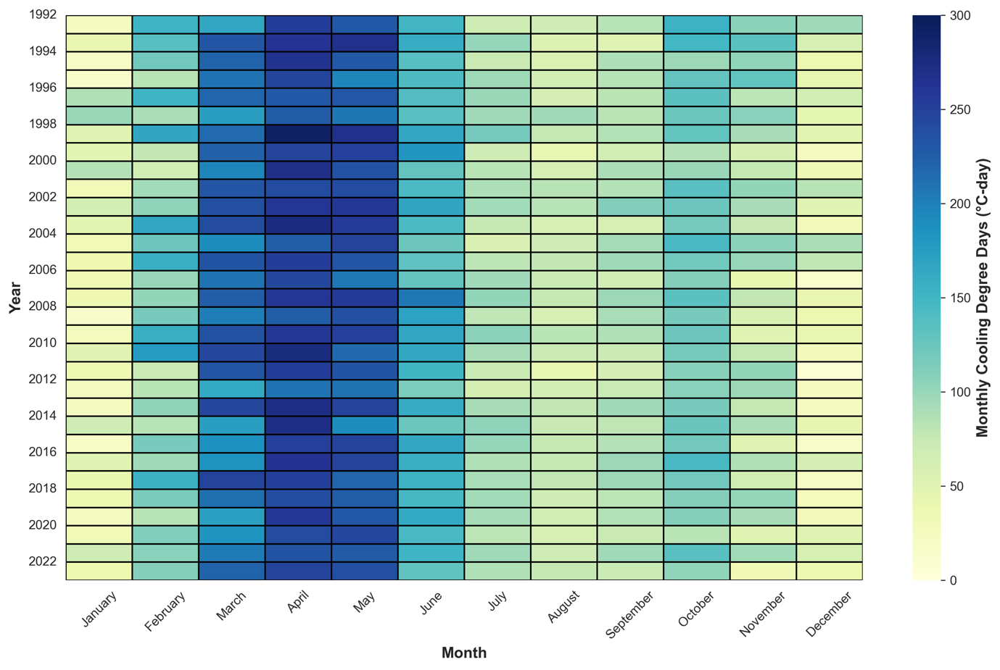 1992
1994
1996
1998
2000
2002
2004
2006
2008
2010
2012
2014
2016
2018
2020
2022
Year
January
February
March
April
May
June
July
August
September
October
November
December
Month
300
250
200
150
100
50
0
Monthly Cooling Degree Days (°C-day)